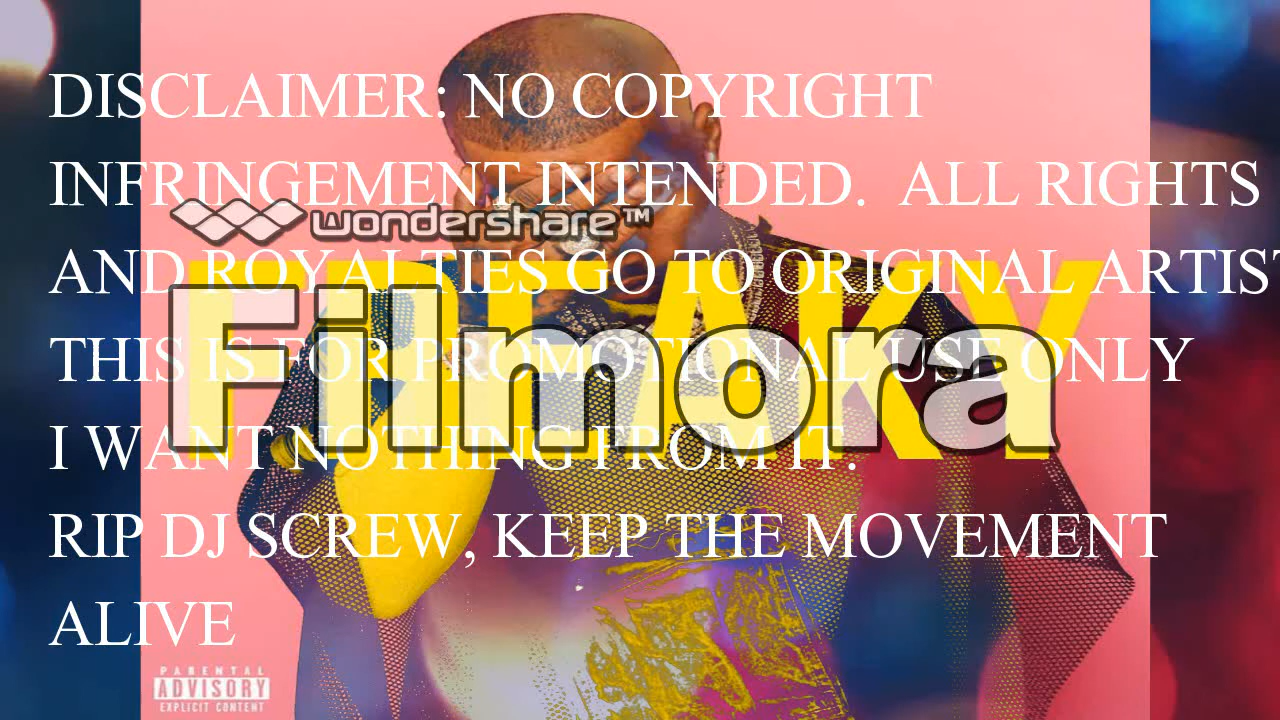 DISCLAIMER: NO COPYRIGHT
INFRINGEMENT INTENDED.  ALL RIGHTS
wondershare™
AND ROYALTIES GO TO ORIGINAL ARTIST
FREAKY
Filmora
THIS IS FOR PROMOTIONAL USE ONLY
I WANT NOTHING FROM IT.
RIP DJ SCREW, KEEP THE MOVEMENT
ALIVE
PARENTAL
ADVISORY
EXPLICIT CONTENT